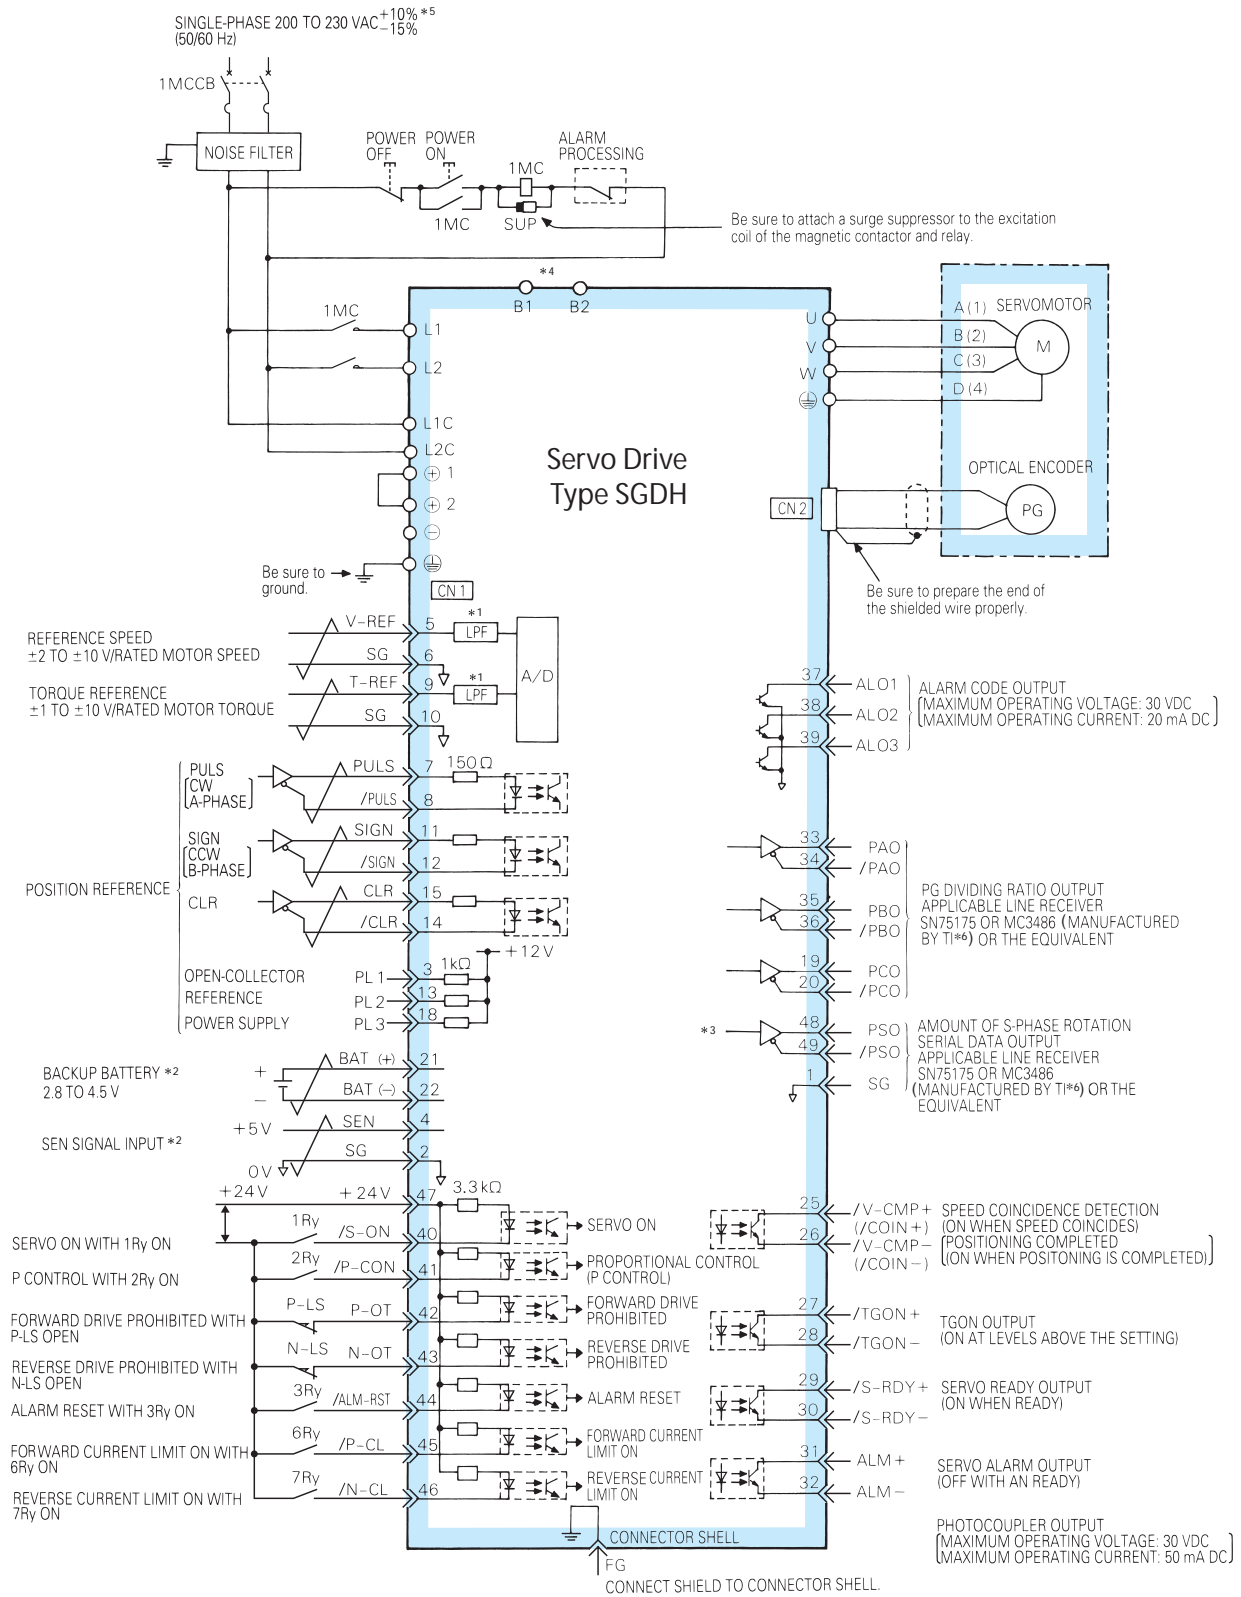 SINGLE-PHASE 200 TO 230 VAC +10% *5
−15%
(50/60 Hz)
1MCCB
NOISE FILTER
POWER OFF
POWER ON
ALARM PROCESSING
1MC
1MC
SUP
Be sure to attach a surge suppressor to the excitation
coil of the magnetic contactor and relay.
*4
B1 B2
1MC
L1
L2
L1C
L2C
⊕ 1
⊕ 2
⊖
Be sure to
ground.
CN 1
Servo Drive
Type SGDH
U
V
W
A (1)
B (2)
C (3)
D (4)
SERVOMOTOR
M
OPTICAL ENCODER
CN 2
PG
Be sure to prepare the end of
the shielded wire properly.
REFERENCE SPEED
±2 TO ±10 V/RATED MOTOR SPEED
V−REF 5 *1 LPF
SG 6
TORQUE REFERENCE
±1 TO ±10 V/RATED MOTOR TORQUE
T−REF 9 *1 LPF
SG 10
A/D
POSITION REFERENCE
PULS
CW
A-PHASE
PULS 7 150Ω
/PULS 8
SIGN
CCW
B-PHASE
SIGN 11
/SIGN 12
CLR
CLR 15
/CLR 14
+12V
OPEN-COLLECTOR
REFERENCE
POWER SUPPLY
PL1 3 1kΩ
PL2 13
PL3 18
BACKUP BATTERY *2
2.8 TO 4.5 V
+
−
BAT (+) 21
BAT (−) 22
SEN SIGNAL INPUT *2
+5V SEN 4
0V SG 2
+24V +24V 47 3.3kΩ
SERVO ON WITH 1Ry ON 1Ry /S−ON 40 SERVO ON
P CONTROL WITH 2Ry ON 2Ry /P−CON 41 PROPORTIONAL CONTROL
(P CONTROL)
FORWARD DRIVE PROHIBITED WITH
P-LS OPEN
P−LS P−OT 42 FORWARD DRIVE
PROHIBITED
REVERSE DRIVE PROHIBITED WITH
N-LS OPEN
N−LS N−OT 43 REVERSE DRIVE
PROHIBITED
ALARM RESET WITH 3Ry ON 3Ry /ALM−RST 44 ALARM RESET
FORWARD CURRENT LIMIT ON WITH
6Ry ON
6Ry /P−CL 45 FORWARD CURRENT
LIMIT ON
REVERSE CURRENT LIMIT ON WITH
7Ry ON
7Ry /N−CL 46 REVERSE CURRENT
LIMIT ON
37 ALO1
38 ALO2
39 ALO3
ALARM CODE OUTPUT
MAXIMUM OPERATING VOLTAGE: 30 VDC
MAXIMUM OPERATING CURRENT: 20 mA DC
33 PAO
34 /PAO
35 PBO
36 /PBO
19 PCO
20 /PCO
PG DIVIDING RATIO OUTPUT
APPLICABLE LINE RECEIVER
SN75175 OR MC3486 (MANUFACTURED
BY TI*6) OR THE EQUIVALENT
*3
48 PSO
49 /PSO
1 SG
AMOUNT OF S-PHASE ROTATION
SERIAL DATA OUTPUT
APPLICABLE LINE RECEIVER
SN75175 OR MC3486
(MANUFACTURED BY TI*6) OR THE
EQUIVALENT
25 /V−CMP+
(/COIN+)
26 /V−CMP−
(/COIN−)
SPEED COINCIDENCE DETECTION
(ON WHEN SPEED COINCIDES)
POSITIONING COMPLETED
(ON WHEN POSITONING IS COMPLETED)
27 /TGON+
28 /TGON−
TGON OUTPUT
(ON AT LEVELS ABOVE THE SETTING)
29 /S−RDY+
30 /S−RDY−
SERVO READY OUTPUT
(ON WHEN READY)
31 ALM+
32 ALM−
SERVO ALARM OUTPUT
(OFF WITH AN READY)
PHOTOCOUPLER OUTPUT
MAXIMUM OPERATING VOLTAGE: 30 VDC
MAXIMUM OPERATING CURRENT: 50 mA DC
CONNECTOR SHELL
FG
CONNECT SHIELD TO CONNECTOR SHELL.